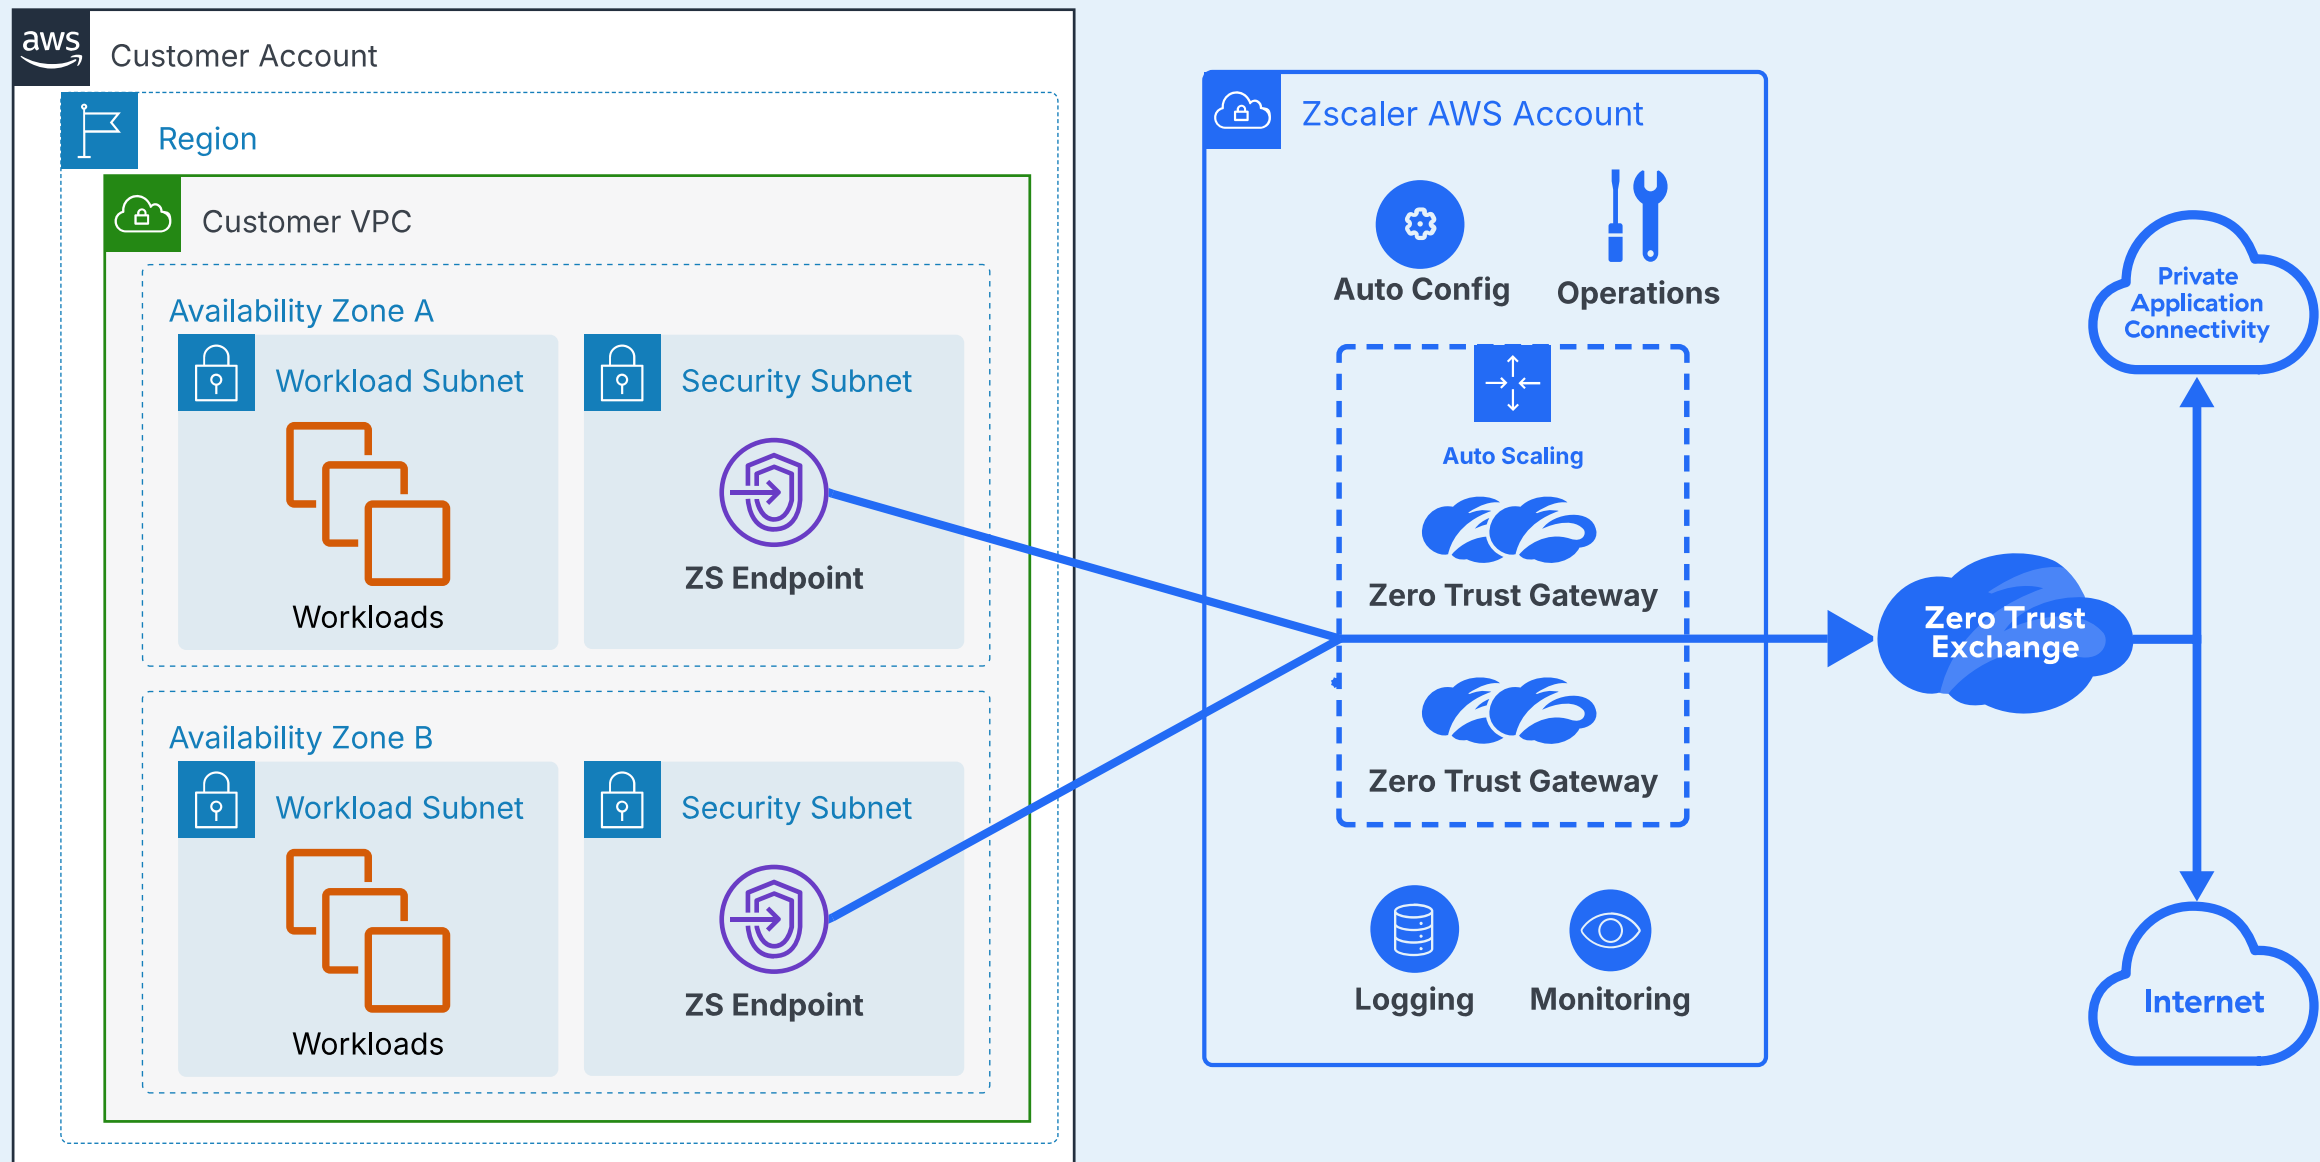 aws
Customer Account
Region
Customer VPC
Availability Zone A
Workload Subnet
Workloads
Security Subnet
ZS Endpoint
Availability Zone B
Workload Subnet
Workloads
Security Subnet
ZS Endpoint
Zscaler AWS Account
Auto Config
Operations
Auto Scaling
Zero Trust Gateway
Zero Trust Gateway
Logging
Monitoring
Zero Trust
Exchange
Private
Application
Connectivity
Internet